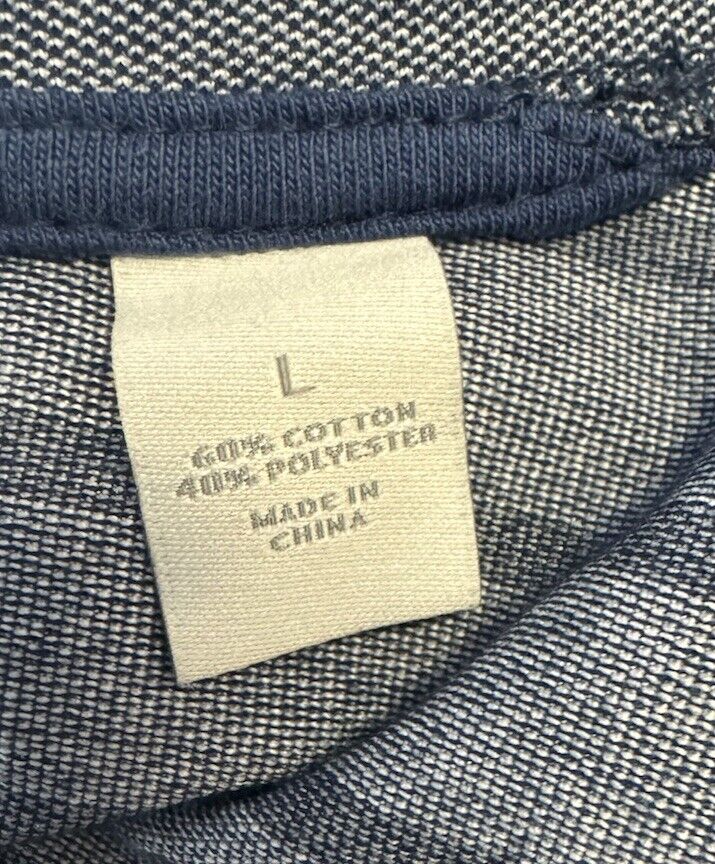 L
60% COTTON
40% POLYESTER
MADE IN
CHINA